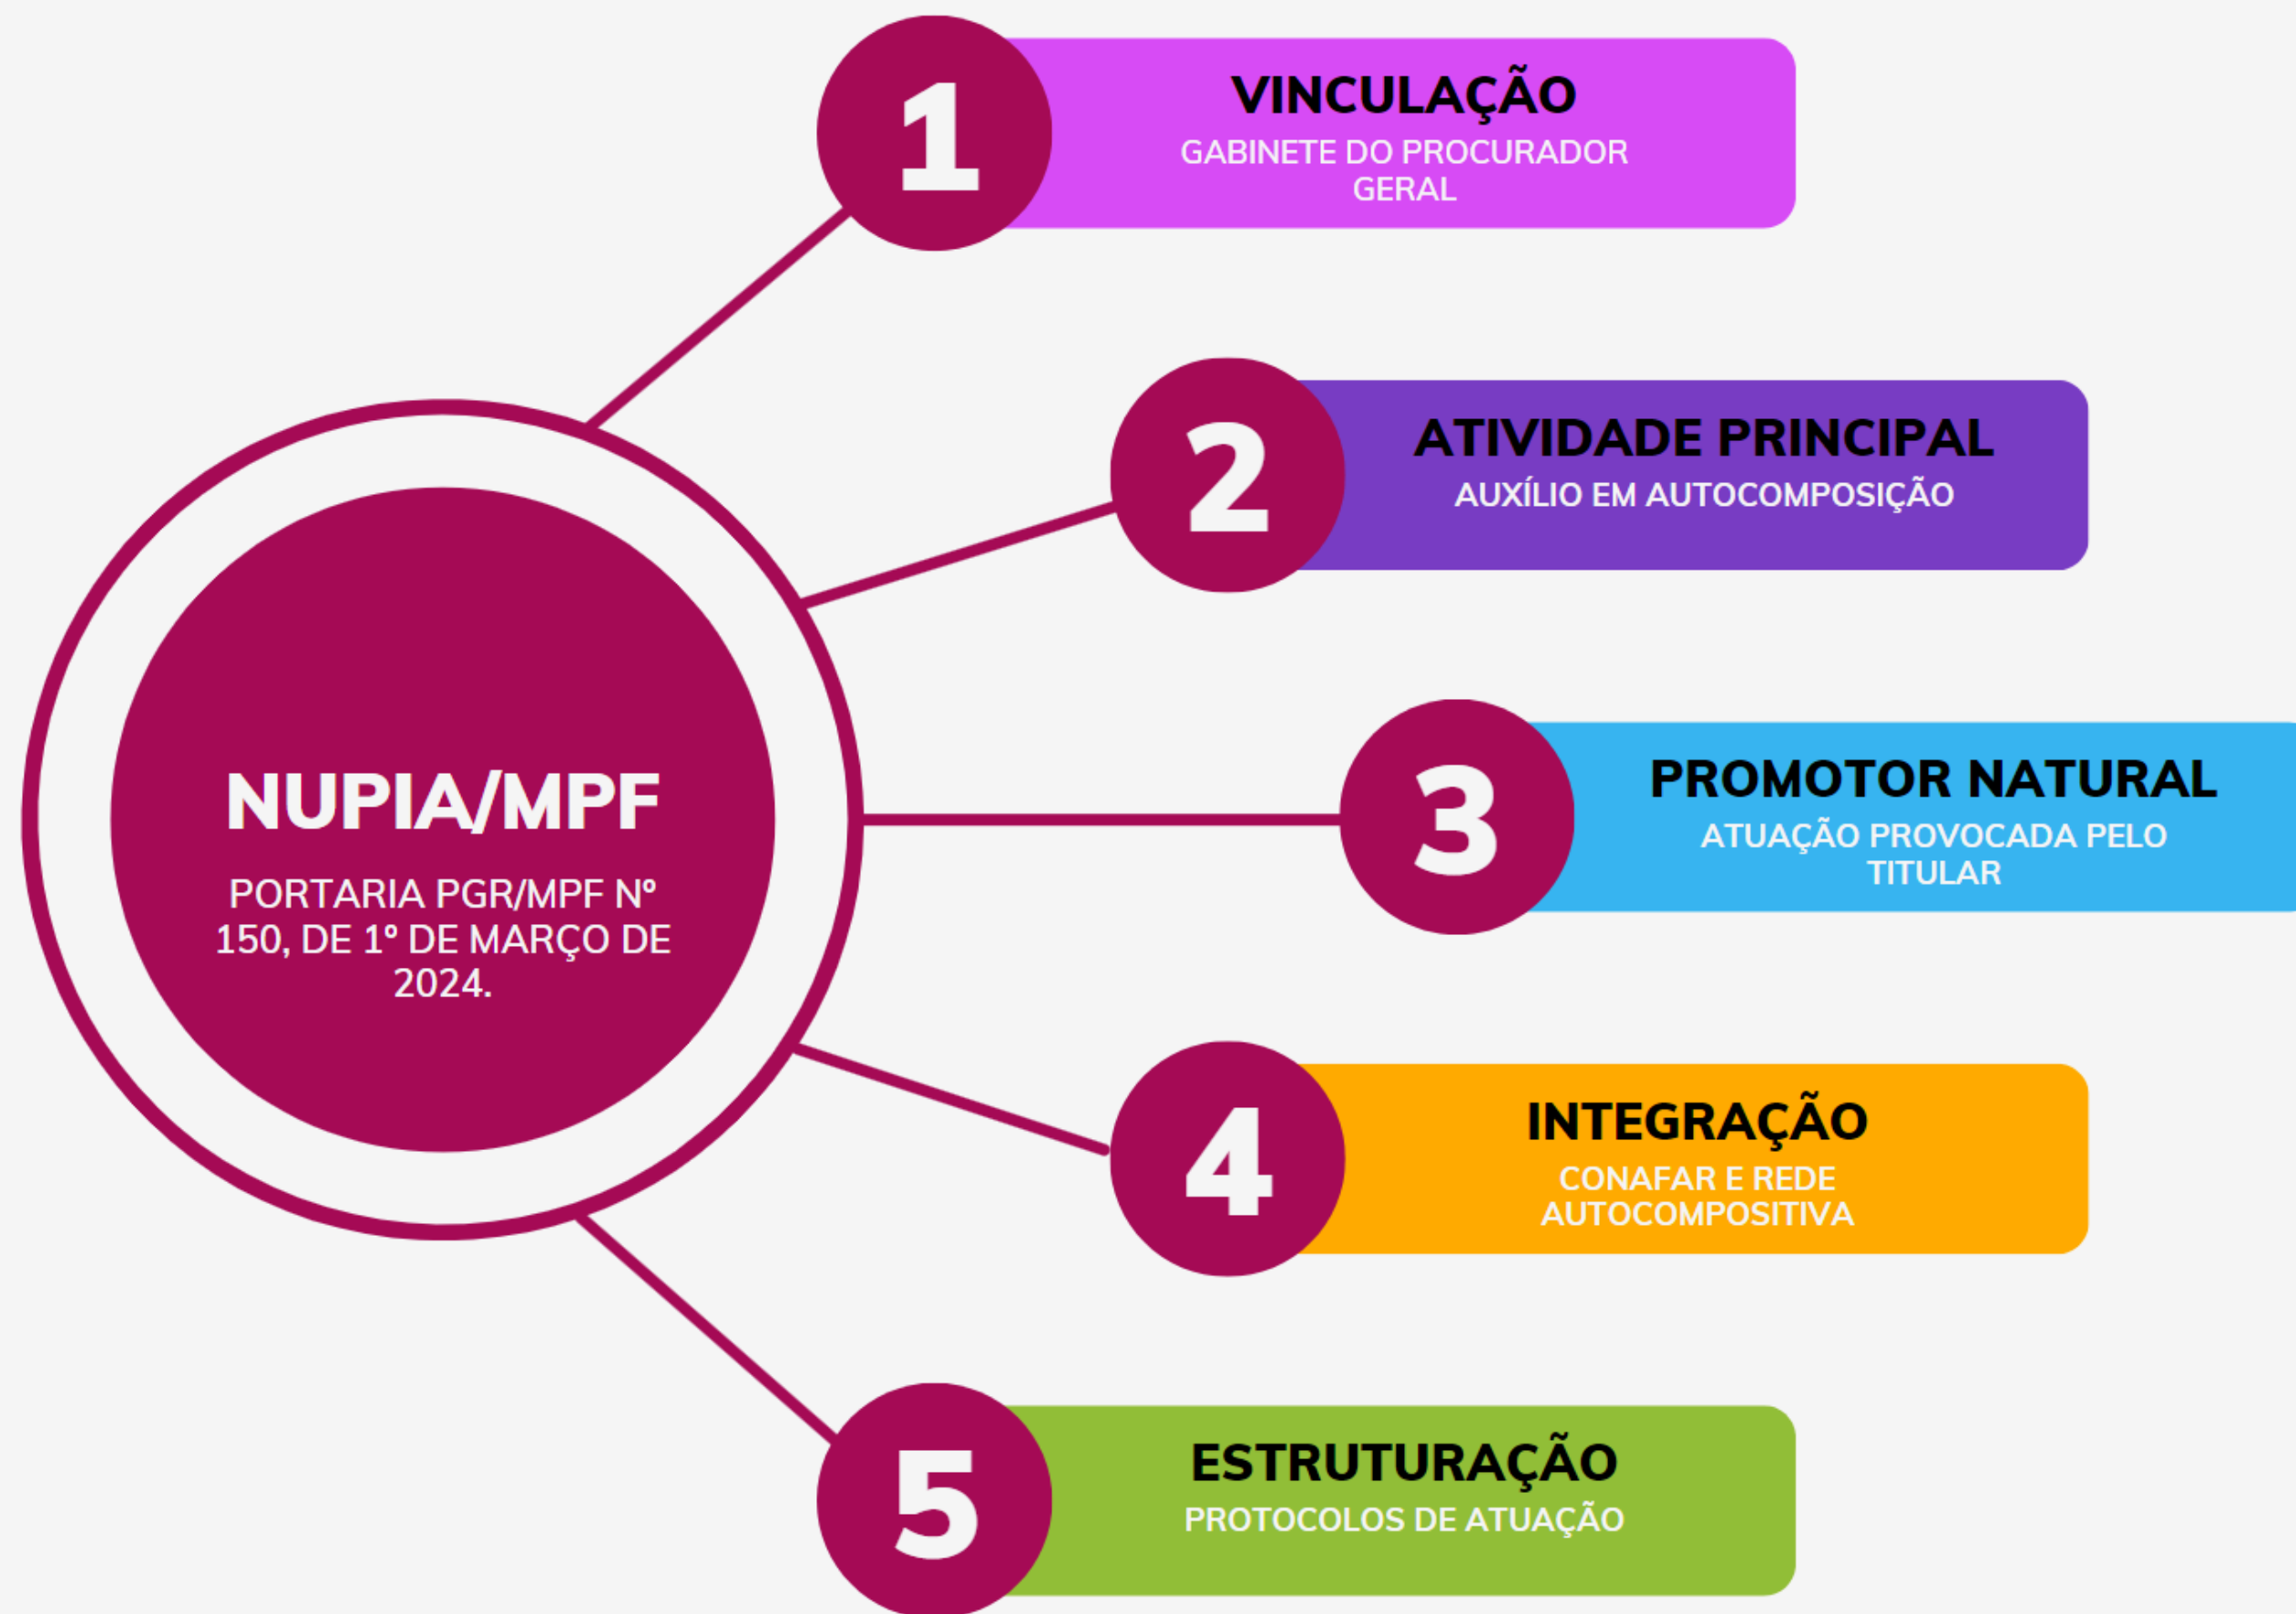 1
VINCULAÇÃO
GABINETE DO PROCURADOR
GERAL
2
ATIVIDADE PRINCIPAL
AUXÍLIO EM AUTOCOMPOSIÇÃO
NUPIA/MPF
PORTARIA PGR/MPF Nº
150, DE 1º DE MARÇO DE
2024.
3
PROMOTOR NATURAL
ATUAÇÃO PROVOCADA PELO
TITULAR
4
INTEGRAÇÃO
CONAFAR E REDE
AUTOCOMPOSITIVA
5
ESTRUTURAÇÃO
PROTOCOLOS DE ATUAÇÃO